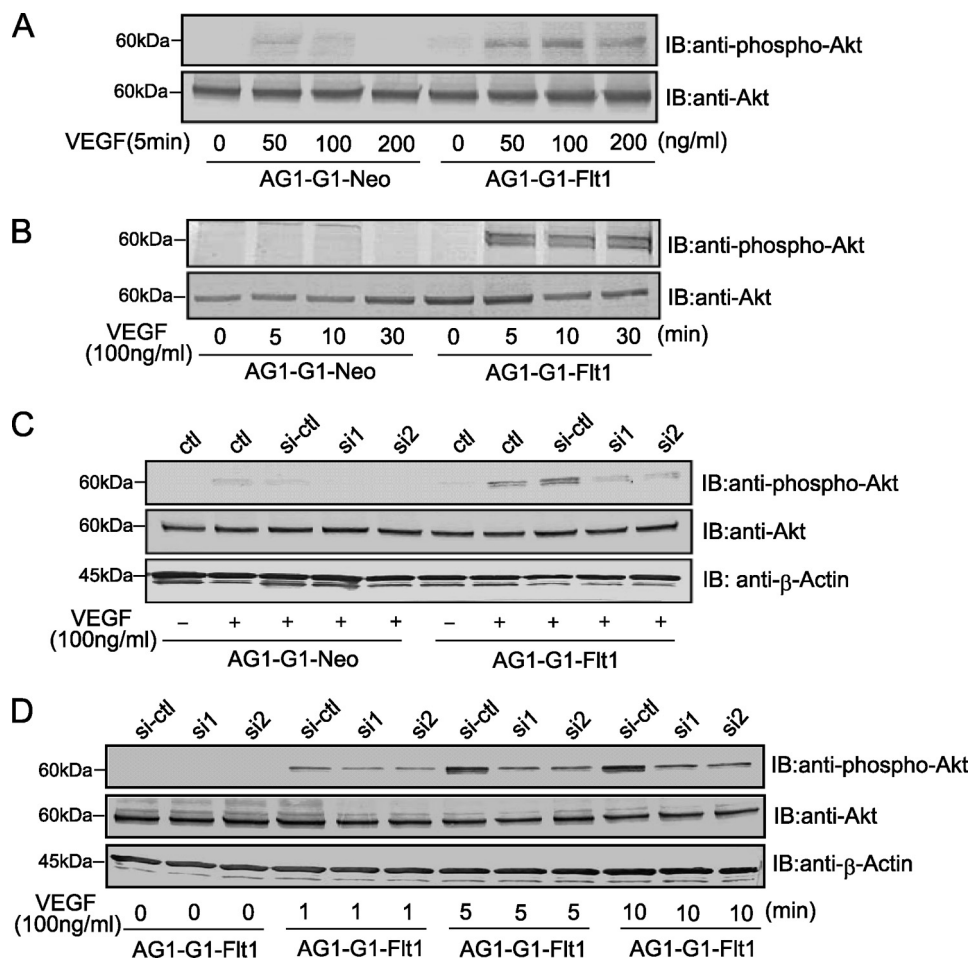 A
60kDa
IB:anti-phospho-Akt
60kDa
IB:anti-Akt
VEGF(5min) 0 50 100 200 0 50 100 200 (ng/ml)
AG1-G1-Neo AG1-G1-Flt1
B
60kDa
IB:anti-phospho-Akt
60kDa
IB:anti-Akt
VEGF (100ng/ml) 0 5 10 30 0 5 10 30 (min)
AG1-G1-Neo AG1-G1-Flt1
C
ctl ctl si-ctl si1 si2 ctl ctl si-ctl si1 si2
60kDa
IB:anti-phospho-Akt
60kDa
IB:anti-Akt
45kDa
IB: anti-β-Actin
VEGF (100ng/ml) – + + + + – + + + +
AG1-G1-Neo AG1-G1-Flt1
D
si-ctl si1 si2 si-ctl si1 si2 si-ctl si1 si2 si-ctl si1 si2
60kDa
IB:anti-phospho-Akt
60kDa
IB:anti-Akt
45kDa
IB:anti-β-Actin
VEGF (100ng/ml) 0 0 0 1 1 1 5 5 5 10 10 10 (min)
AG1-G1-Flt1 AG1-G1-Flt1 AG1-G1-Flt1 AG1-G1-Flt1